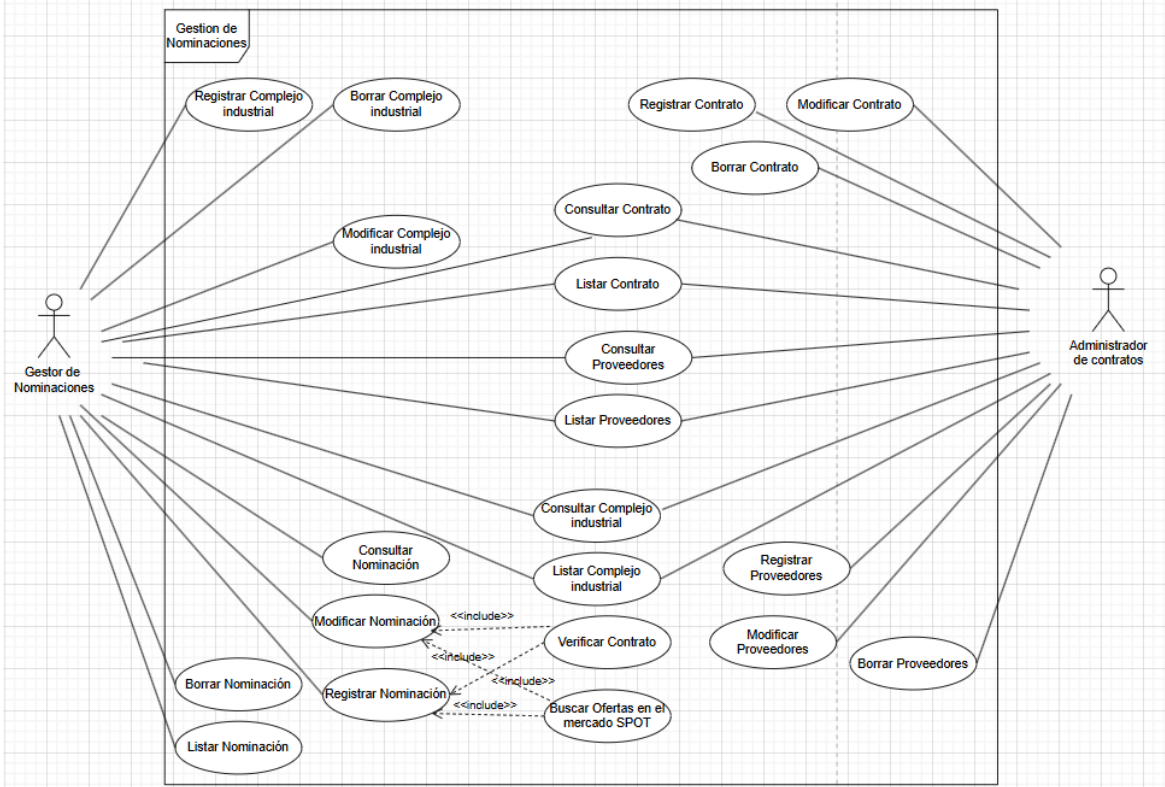 Gestion de
Nominaciones
Registrar Complejo
industrial
Borrar Complejo
industrial
Registrar Contrato
Modificar Contrato
Borrar Contrato
Consultar Contrato
Modificar Complejo
industrial
Listar Contrato
Consultar
Proveedores
Gestor de
Nominaciones
Administrador
de contratos
Listar Proveedores
Consultar Complejo
industrial
Consultar
Nominación
Listar Complejo
industrial
Registrar
Proveedores
Modificar Nominación
<<include>>
Verificar Contrato
Modificar
Proveedores
<<include>>
Borrar Proveedores
Borrar Nominación
Registrar Nominación
<<include>>
<<include>>
Buscar Ofertas en el
mercado SPOT
Listar Nominación